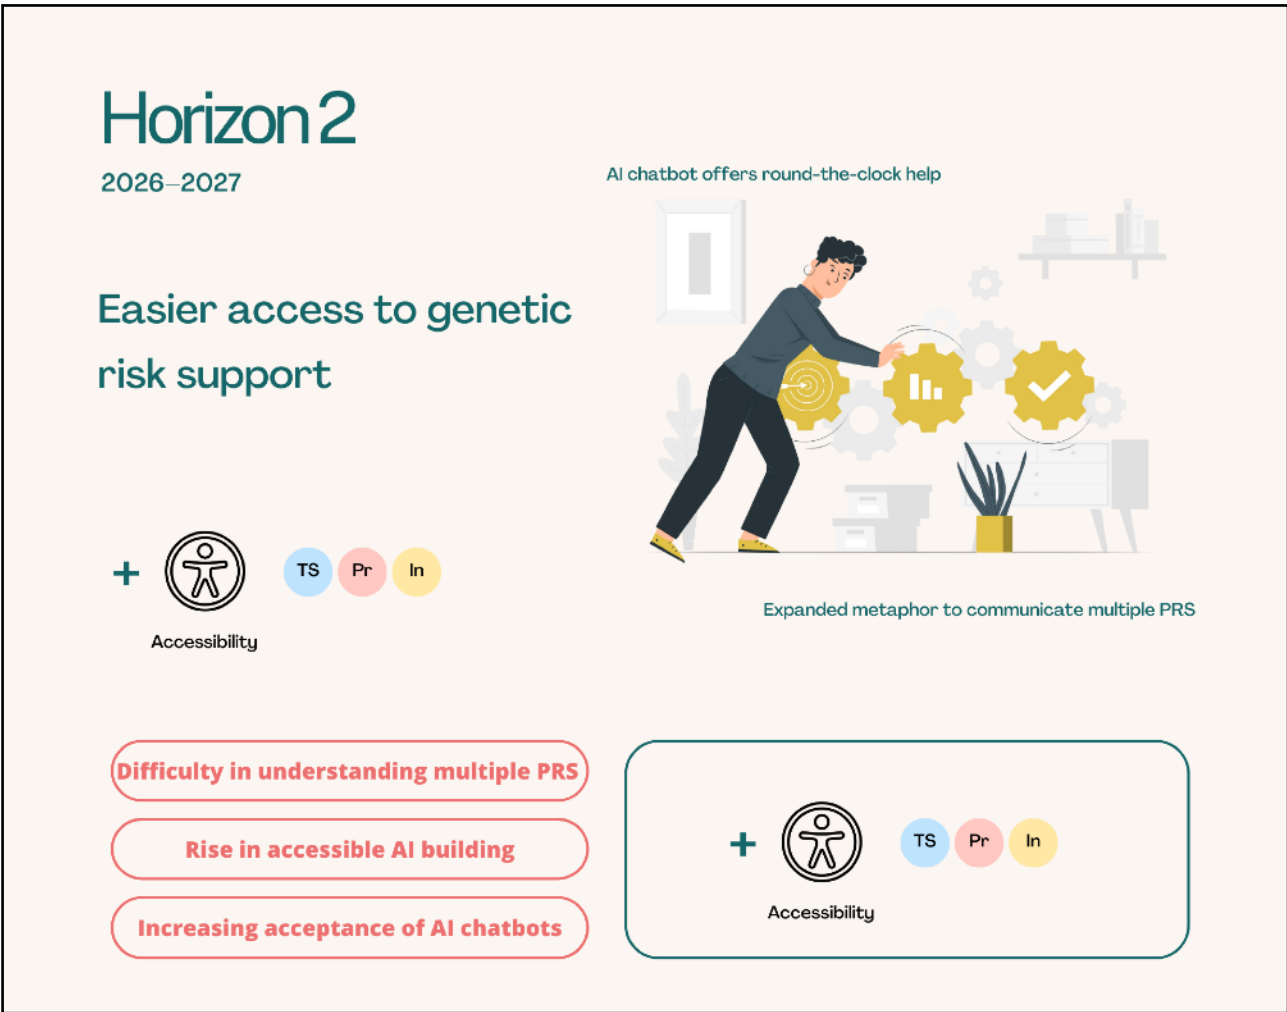 Horizon 2
2026–2027
AI chatbot offers round-the-clock help
Easier access to genetic
risk support
+
TS
Pr
In
Accessibility
Expanded metaphor to communicate multiple PRS
Difficulty in understanding multiple PRS
Rise in accessible AI building
Increasing acceptance of AI chatbots
+
TS
Pr
In
Accessibility